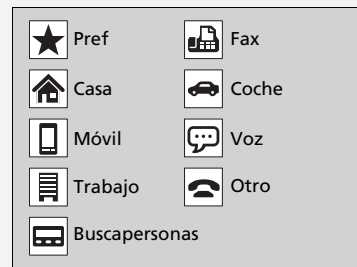 Pref
Fax
Casa
Coche
Móvil
Voz
Trabajo
Otro
Buscapersonas